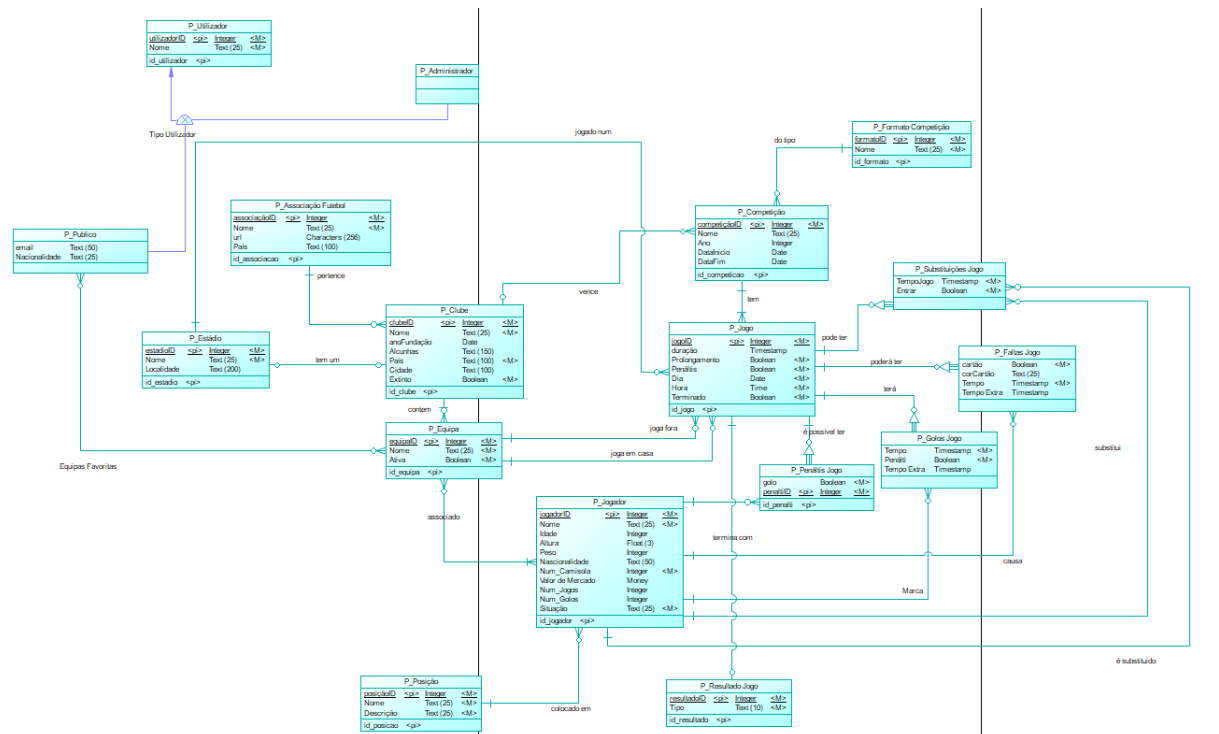 P_Utilizador
utilizadorID <pi> Integer <M>
Nome Text (25) <M>
id_utilizador <pi>
P_Administrador
Tipo Utilizador
jogado num
P_Formato Competição
formatoID <pi> Integer <M>
Nome Text (25) <M>
id_formato <pi>
do tipo
P_Associação Futebol
associaçãoID <pi> Integer <M>
Nome Text (25) <M>
url Characters (256)
País Text (100)
id_associacao <pi>
P_Competição
competiçãoID <pi> Integer <M>
Nome Text (25)
Ano Integer
DataInicio Date
DataFim Date
id_competicao <pi>
P_Publico
email Text (50)
Nacionalidade Text (25)
pertence
vence
tem
P_Substituições Jogo
TempoJogo Timestamp <M>
Entrar Boolean <M>
P_Clube
clubeID <pi> Integer <M>
Nome Text (25) <M>
anoFundação Date
Alcunhas Text (150)
País Text (100) <M>
Cidade Text (100)
Extinto Boolean <M>
id_clube <pi>
P_Estádio
estadioID <pi> Integer <M>
Nome Text (25) <M>
Localidade Text (200)
id_estadio <pi>
tem um
P_Jogo
jogoID <pi> Integer <M>
duração Timestamp
Prolongamento Boolean <M>
Penáltis Boolean <M>
Dia Date <M>
Hora Time <M>
Terminado Boolean <M>
id_jogo <pi>
pode ter
poderá ter
terá
P_Faltas Jogo
cartão Boolean <M>
corCartão Text (25)
Tempo Timestamp <M>
Tempo Extra Timestamp
contem
P_Equipa
equipaID <pi> Integer <M>
Nome Text (25) <M>
Ativa Boolean <M>
id_equipa <pi>
joga fora
joga em casa
é possível ter
P_Golos Jogo
Tempo Timestamp <M>
Penálti Boolean <M>
Tempo Extra Timestamp
substitui
Equipas Favoritas
P_Penáltis Jogo
golo Boolean <M>
penaltiID <pi> Integer <M>
id_penalti <pi>
P_Jogador
jogadorID <pi> Integer <M>
Nome Text (25) <M>
Idade Integer
Altura Float (3)
Peso Integer
Nascionalidade Text (50)
Num_Camisola Integer <M>
Valor de Mercado Money
Num_Jogos Integer
Num_Golos Integer
Situação Text (25) <M>
id_jogador <pi>
associado
termina com
causa
Marca
é substituido
P_Posição
posiçãoID <pi> Integer <M>
Nome Text (25) <M>
Descrição Text (25) <M>
id_posicao <pi>
colocado em
P_Resultado Jogo
resultadoID <pi> Integer <M>
Tipo Text (10) <M>
id_resultado <pi>